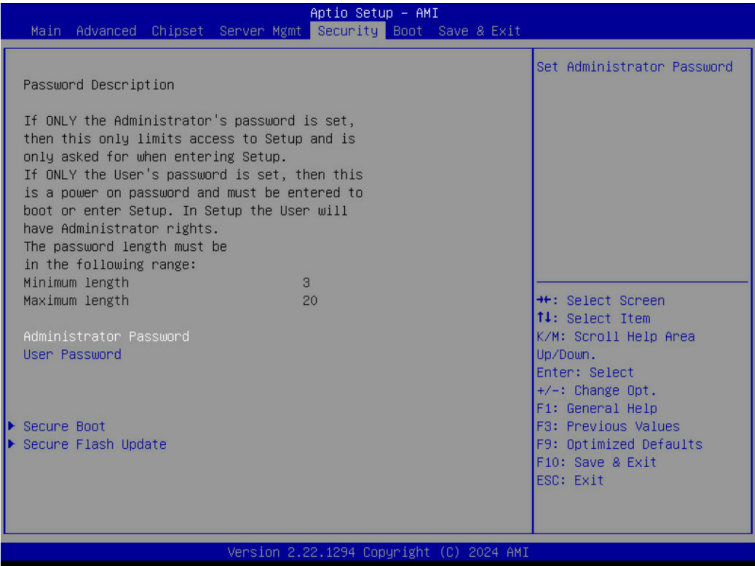 Aptio Setup – AMI
Main Advanced Chipset Server Mgmt Security Boot Save & Exit
Password Description
If ONLY the Administrator's password is set,
then this only limits access to Setup and is
only asked for when entering Setup.
If ONLY the User's password is set, then this
is a power on password and must be entered to
boot or enter Setup. In Setup the User will
have Administrator rights.
The password length must be
in the following range:
Minimum length 3
Maximum length 20
Administrator Password
User Password
Secure Boot
Secure Flash Update
Set Administrator Password
→←: Select Screen
↑↓: Select Item
K/M: Scroll Help Area
Up/Down.
Enter: Select
+/-: Change Opt.
F1: General Help
F3: Previous Values
F9: Optimized Defaults
F10: Save & Exit
ESC: Exit
Version 2.22.1294 Copyright (C) 2024 AMI